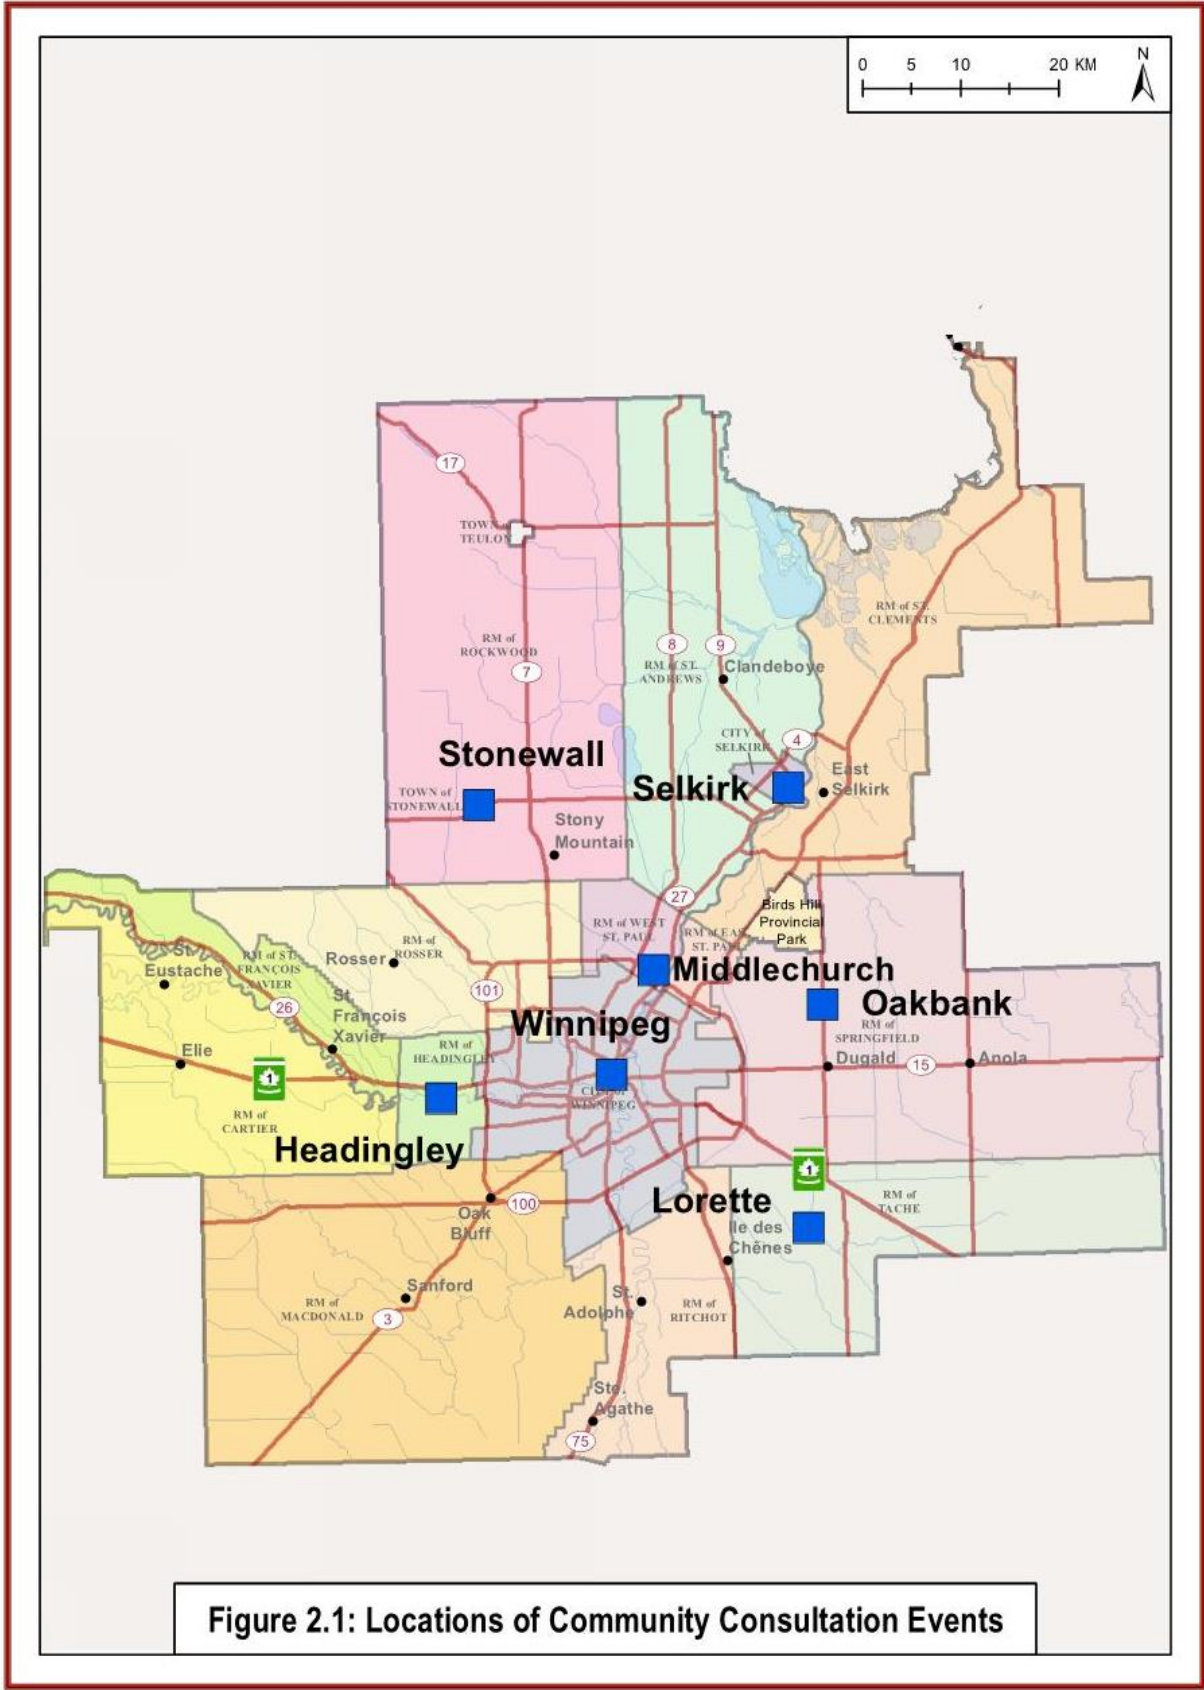 0 5 10 20 KM
N
17
TOWN of
TEULON
RM of
ROCKWOOD
7
8
9
RM of ST.
ANDREWS
Clandeboye
RM of ST.
CLEMENTS
CITY of
SELKIRK
4
Stonewall
Selkirk
East
Selkirk
TOWN of
STONEWALL
Stony
Mountain
27
Birds Hill
Provincial
Park
RM of WEST
ST. PAUL
RM of EAST
ST. PAUL
RM of
ROSSER
Rosser
St.
Eustache
RM of ST.
FRANÇOIS
XAVIER
26
St.
François
Xavier
101
Middlechurch
Oakbank
Winnipeg
RM of
SPRINGFIELD
RM of
HEADINGLEY
Elie
1
Dugald
15
Anola
CITY of
WINNIPEG
RM of
CARTIER
Headingley
1
Lorette
RM of
TACHE
100
Oak
Bluff
Ile des
Chênes
Sanford
RM of
MACDONALD
3
St.
Adolphe
RM of
RITCHOT
Ste.
Agathe
75
Figure 2.1: Locations of Community Consultation Events